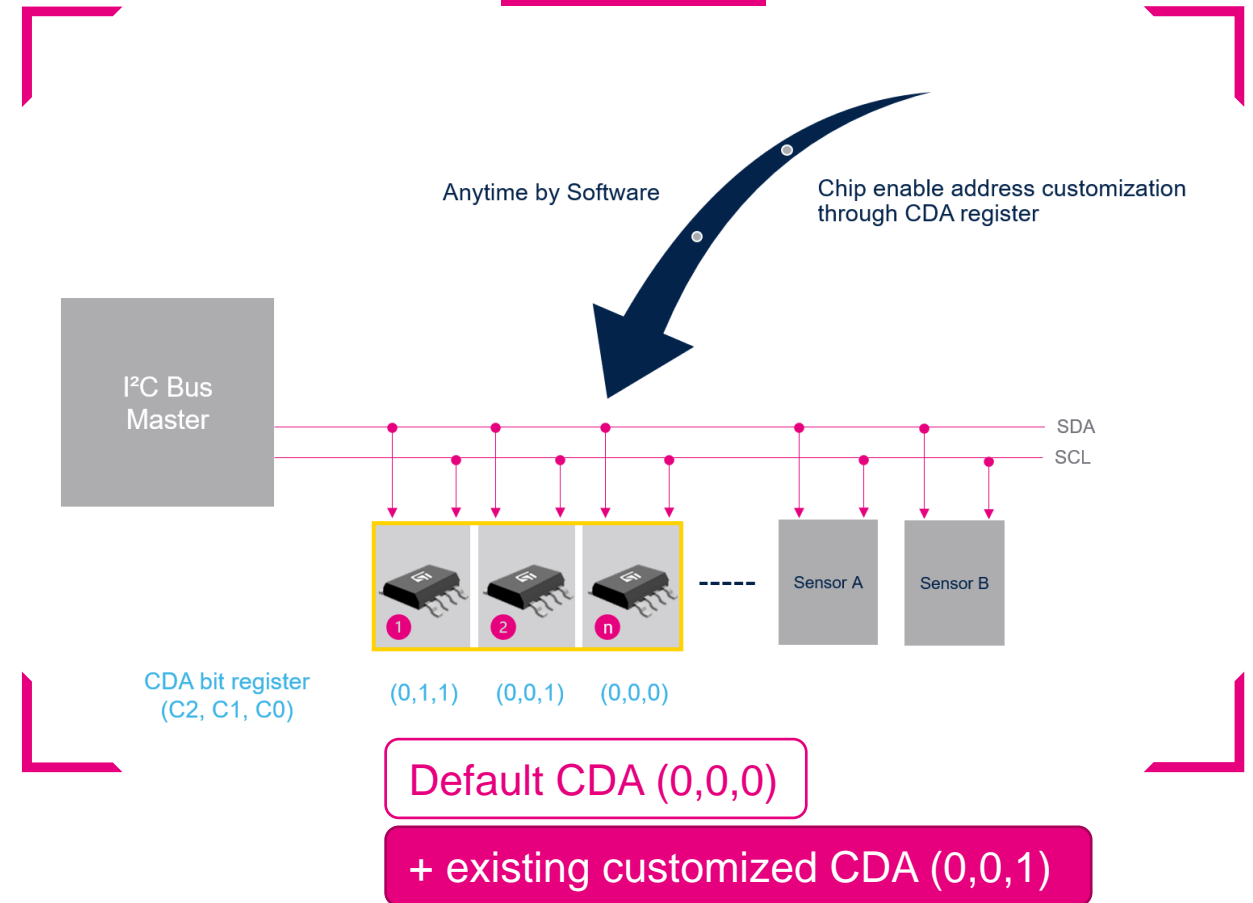 Anytime by Software
Chip enable address customization
through CDA register
I²C Bus
Master
SDA
SCL
Sensor A
Sensor B
1
2
n
-----
CDA bit register
(C2, C1, C0)
(0,1,1)
(0,0,1)
(0,0,0)
Default CDA (0,0,0)
+ existing customized CDA (0,0,1)